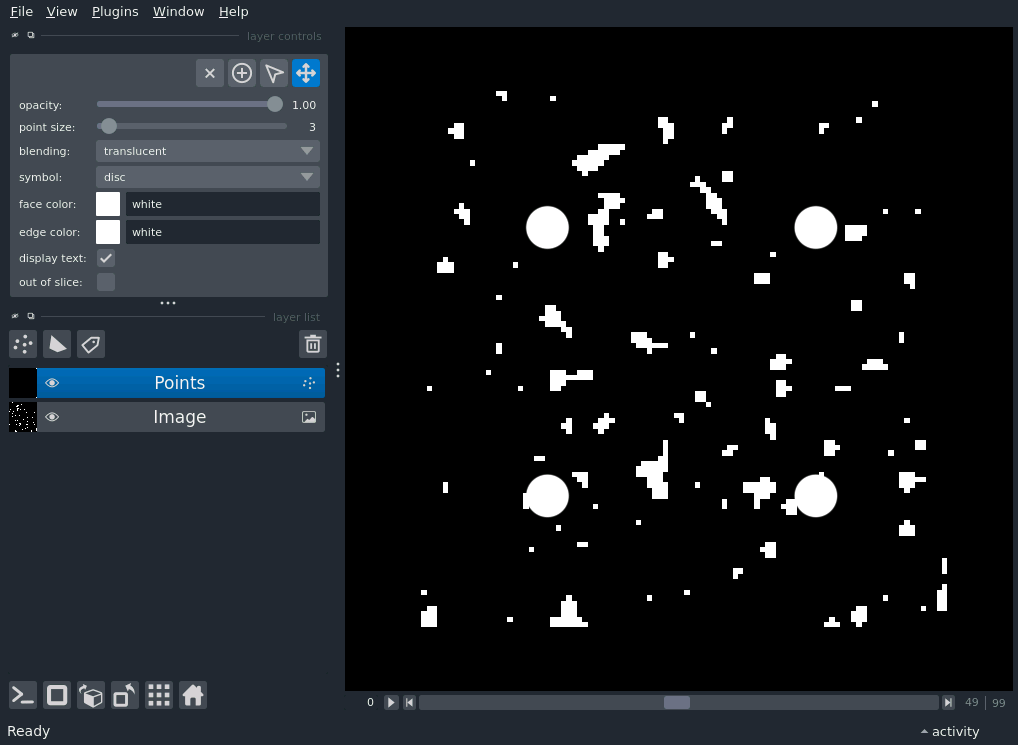 File View Plugins Window Help
layer controls
opacity: 1.00
point size: 3
blending: translucent
symbol: disc
face color: white
edge color: white
display text:
out of slice:
layer list
Points
Image
0 49 | 99
Ready activity